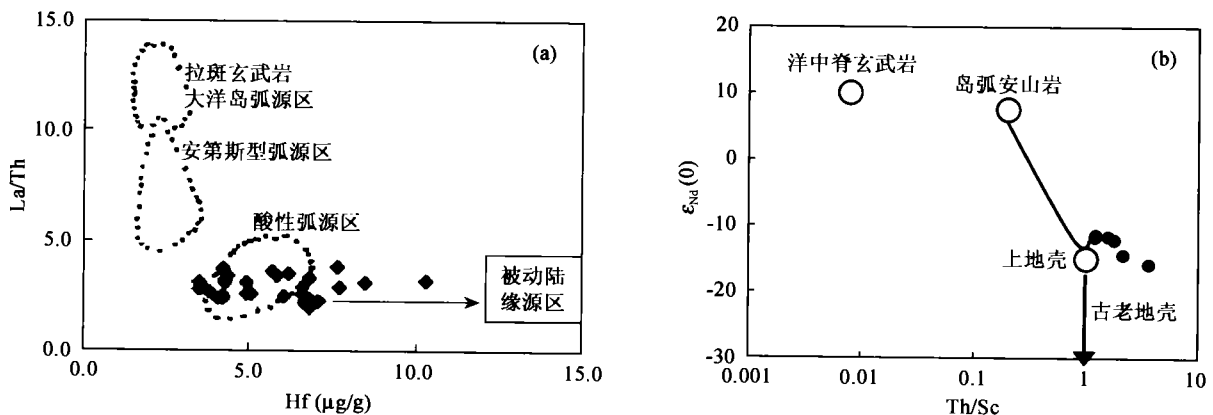 (a)
15.0
10.0
5.0
0.0
La/Th
拉斑玄武岩
大洋岛弧源区
安第斯型弧源区
酸性弧源区
被动陆
缘源区
0.0
5.0
10.0
15.0
Hf (μg/g)
(b)
20
10
0
-10
-20
-30
εNd(0)
洋中脊玄武岩
岛弧安山岩
上地壳
古老地壳
0.001
0.01
0.1
1
10
Th/Sc